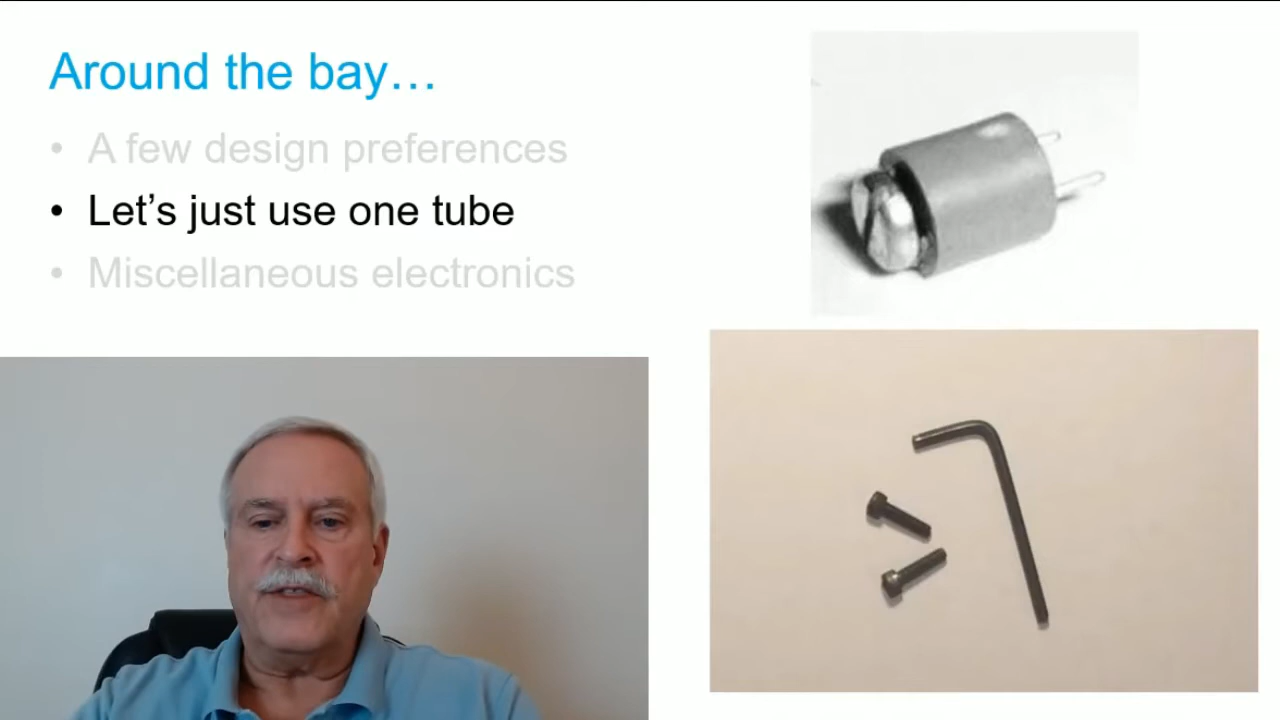 Around the bay…
• A few design preferences
• Let’s just use one tube
• Miscellaneous electronics